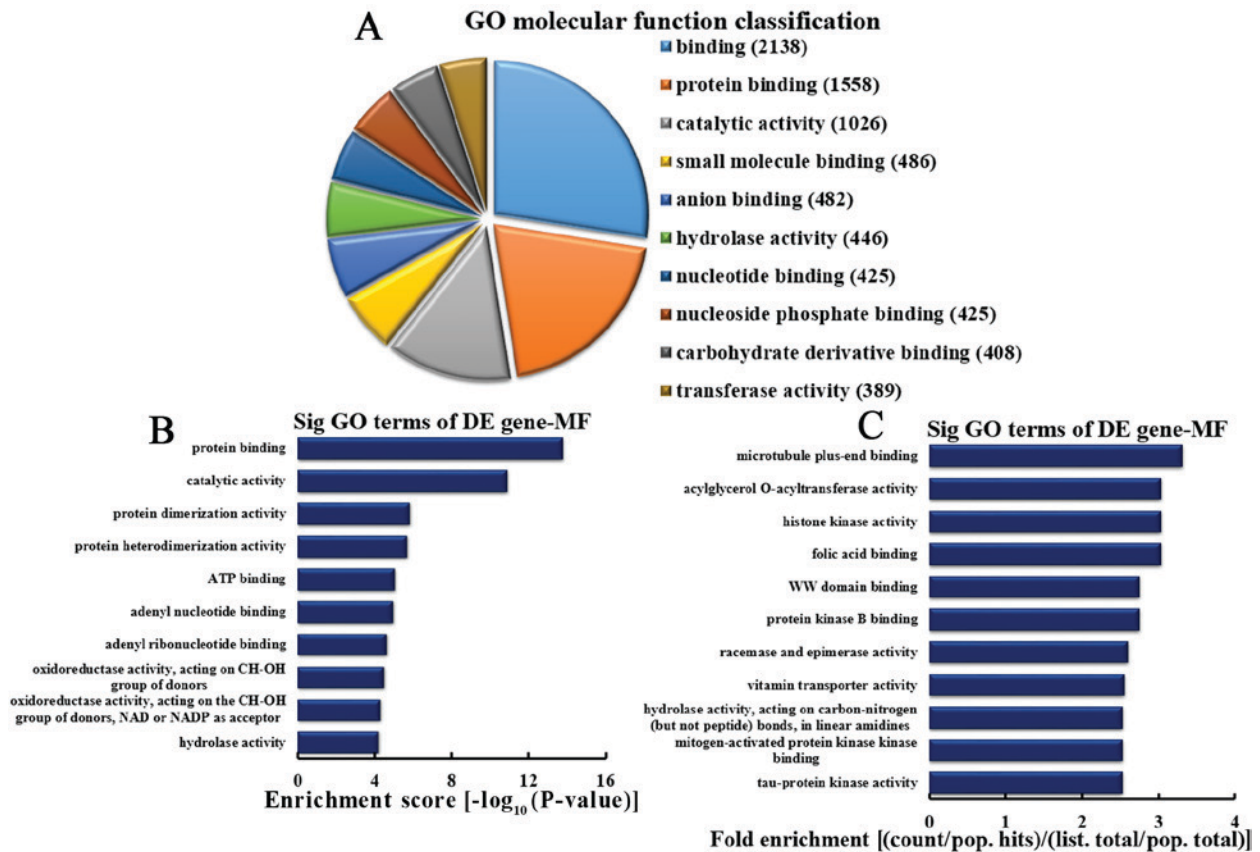 A
GO molecular function classification
binding (2138)
protein binding (1558)
catalytic activity (1026)
small molecule binding (486)
anion binding (482)
hydrolase activity (446)
nucleotide binding (425)
nucleoside phosphate binding (425)
carbohydrate derivative binding (408)
transferase activity (389)
B
Sig GO terms of DE gene-MF
protein binding
catalytic activity
protein dimerization activity
protein heterodimerization activity
ATP binding
adenyl nucleotide binding
adenyl ribonucleotide binding
oxidoreductase activity, acting on CH-OH
group of donors
oxidoreductase activity, acting on the CH-OH
group of donors, NAD or NADP as acceptor
hydrolase activity
0 4 8 12 16
Enrichment score [-log10 (P-value)]
C
Sig GO terms of DE gene-MF
microtubule plus-end binding
acylglycerol O-acyltransferase activity
histone kinase activity
folic acid binding
WW domain binding
protein kinase B binding
racemase and epimerase activity
vitamin transporter activity
hydrolase activity, acting on carbon-nitrogen
(but not peptide) bonds, in linear amidines
mitogen-activated protein kinase kinase
binding
tau-protein kinase activity
0 1 2 3 4
Fold enrichment [(count/pop. hits)/(list. total/pop. total)]